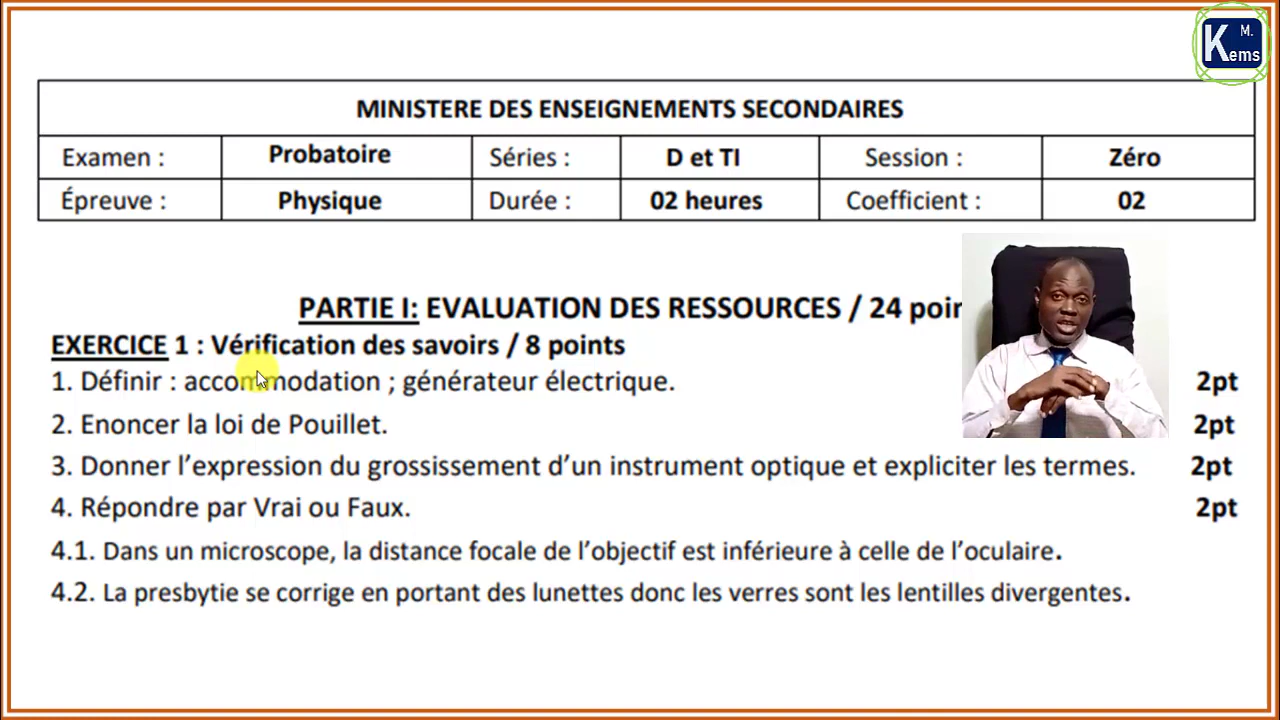 K M. ems
MINISTERE DES ENSEIGNEMENTS SECONDAIRES
Examen : Probatoire Séries : D et TI Session : Zéro
Épreuve : Physique Durée : 02 heures Coefficient : 02
PARTIE I: EVALUATION DES RESSOURCES / 24 poin
EXERCICE 1 : Vérification des savoirs / 8 points
1. Définir : accommodation ; générateur électrique. 2pt
2. Enoncer la loi de Pouillet. 2pt
3. Donner l’expression du grossissement d’un instrument optique et expliciter les termes. 2pt
4. Répondre par Vrai ou Faux. 2pt
4.1. Dans un microscope, la distance focale de l’objectif est inférieure à celle de l’oculaire.
4.2. La presbytie se corrige en portant des lunettes donc les verres sont les lentilles divergentes.